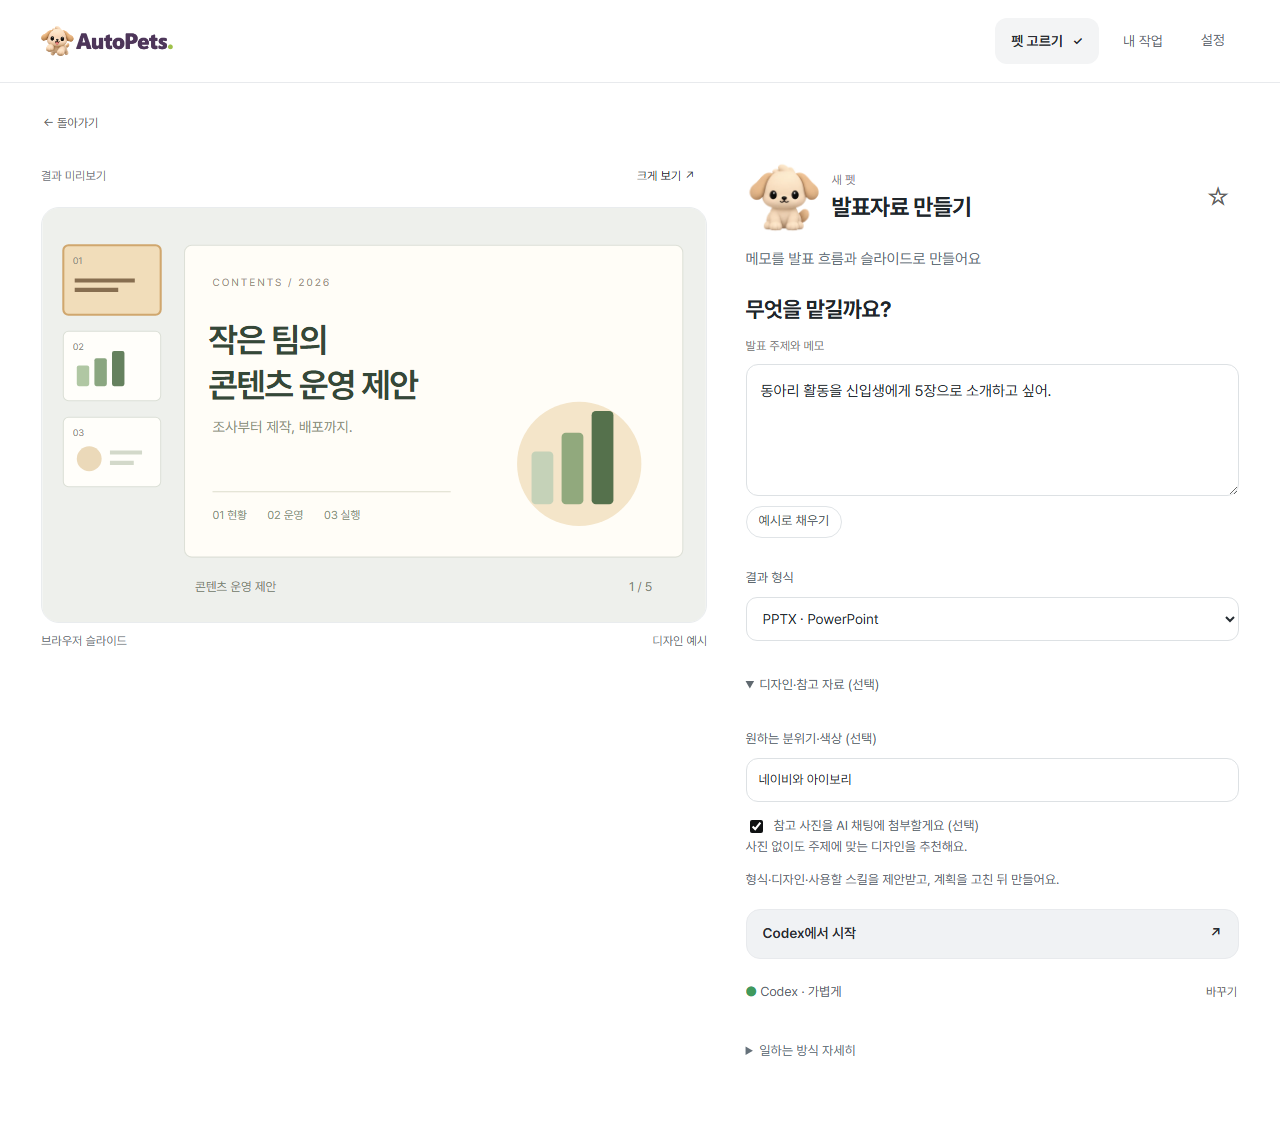 AutoPets.
펫 고르기 ✓
내 작업
설정
← 돌아가기
결과 미리보기
크게 보기 ↗
01
02
03
CONTENTS / 2026
작은 팀의
콘텐츠 운영 제안
조사부터 제작, 배포까지.
01 현황 02 운영 03 실행
콘텐츠 운영 제안
1 / 5
브라우저 슬라이드
디자인 예시
새 펫
발표자료 만들기
☆
메모를 발표 흐름과 슬라이드로 만들어요
무엇을 맡길까요?
발표 주제와 메모
동아리 활동을 신입생에게 5장으로 소개하고 싶어.
예시로 채우기
결과 형식
PPTX · PowerPoint
▼ 디자인·참고 자료 (선택)
원하는 분위기·색상 (선택)
네이비와 아이보리
참고 사진을 AI 채팅에 첨부할게요 (선택)
사진 없이도 주제에 맞는 디자인을 추천해요.
형식·디자인·사용할 스킬을 제안받고, 계획을 고친 뒤 만들어요.
Codex에서 시작 ↗
Codex · 가볍게
바꾸기
▶ 일하는 방식 자세히